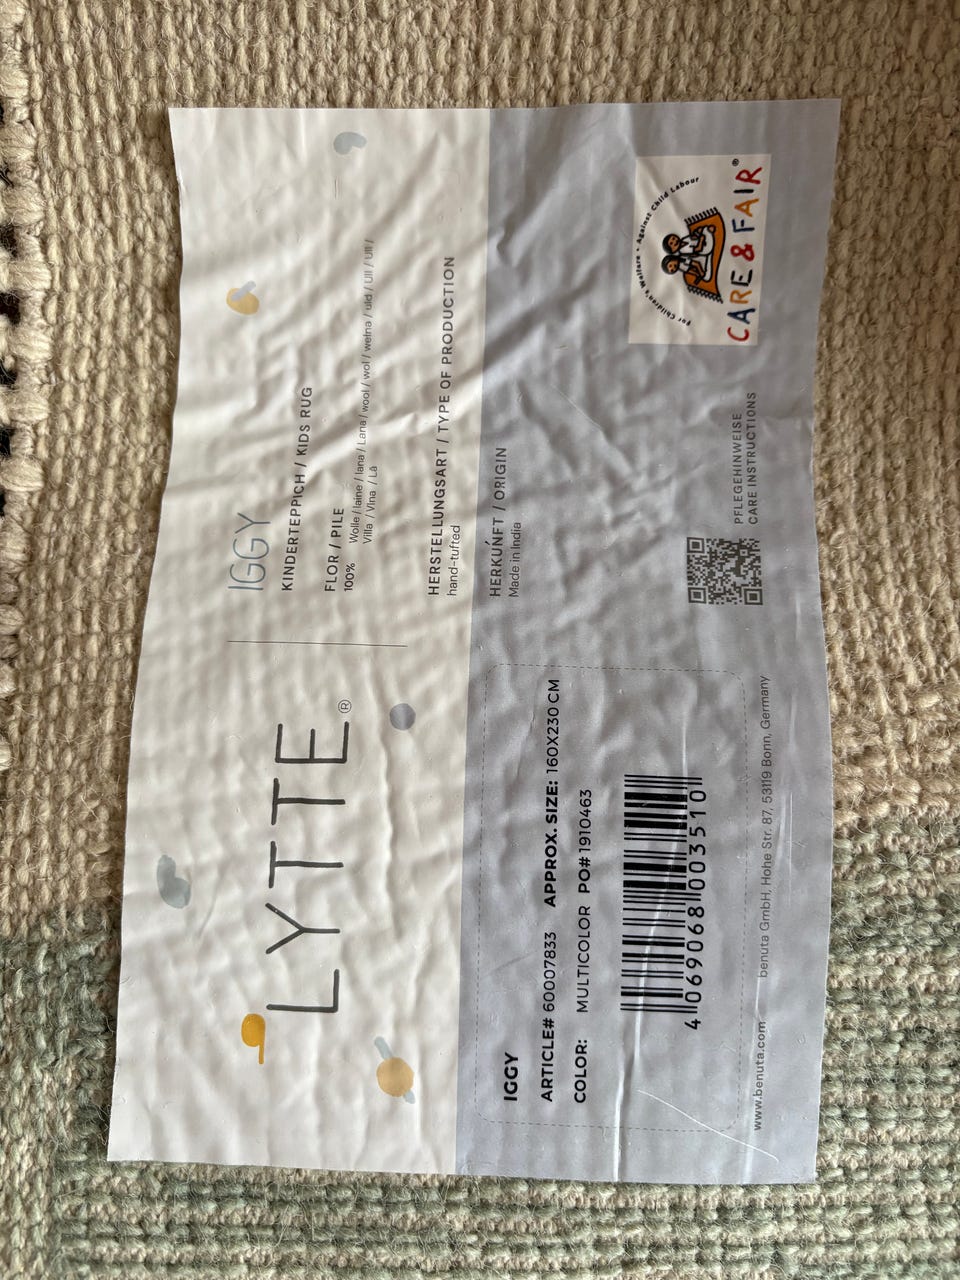 LYTTE®
IGGY
KINDERTEPPICH / KIDS RUG
FLOR / PILE
100% Wolle / laine / lana / Lana / wool / wol / wełna / uld / Ull / Ull /
Villa / Vlna / Lã
HERSTELLUNGSART / TYPE OF PRODUCTION
hand-tufted
HERKUNFT / ORIGIN
Made in India
IGGY
ARTICLE# 60007833 APPROX. SIZE: 160X230 CM
COLOR: MULTICOLOR PO# 1910463
4 069068 003510
www.benuta.com
benuta GmbH, Hohe Str. 87, 53119 Bonn, Germany
PFLEGEHINWEISE
CARE INSTRUCTIONS
For Children's Welfare • Against Child Labour
CARE & FAIR®